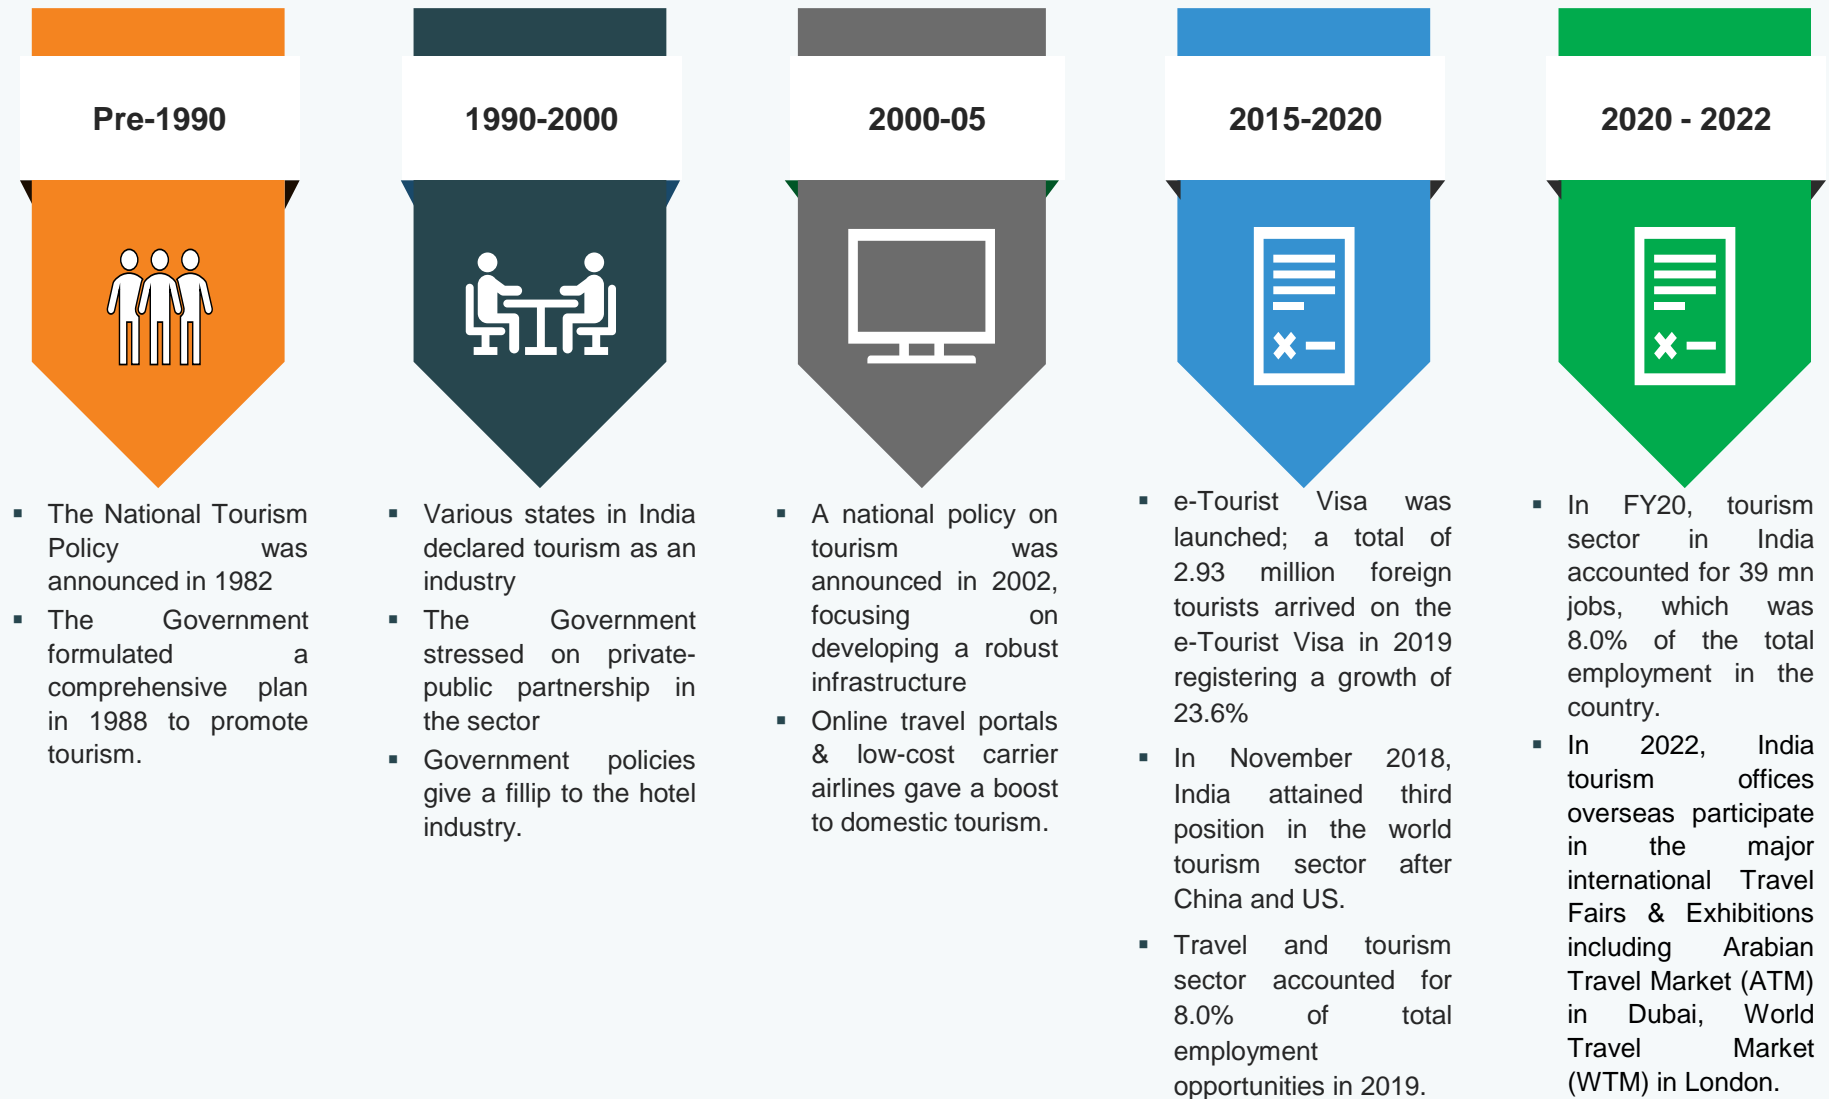 Pre-1990
▪ The National Tourism
Policy was
announced in 1982
▪ The Government
formulated a
comprehensive plan
in 1988 to promote
tourism.
1990-2000
▪ Various states in India
declared tourism as an
industry
▪ The Government
stressed on private-
public partnership in
the sector
▪ Government policies
give a fillip to the hotel
industry.
2000-05
▪ A national policy on
tourism was
announced in 2002,
focusing on
developing a robust
infrastructure
▪ Online travel portals
& low-cost carrier
airlines gave a boost
to domestic tourism.
2015-2020
▪ e-Tourist Visa was
launched; a total of
2.93 million foreign
tourists arrived on the
e-Tourist Visa in 2019
registering a growth of
23.6%
▪ In November 2018,
India attained third
position in the world
tourism sector after
China and US.
▪ Travel and tourism
sector accounted for
8.0% of total
employment
opportunities in 2019.
2020 - 2022
▪ In FY20, tourism
sector in India
accounted for 39 mn
jobs, which was
8.0% of the total
employment in the
country.
▪ In 2022, India
tourism offices
overseas participate
in the major
international Travel
Fairs & Exhibitions
including Arabian
Travel Market (ATM)
in Dubai, World
Travel Market
(WTM) in London.